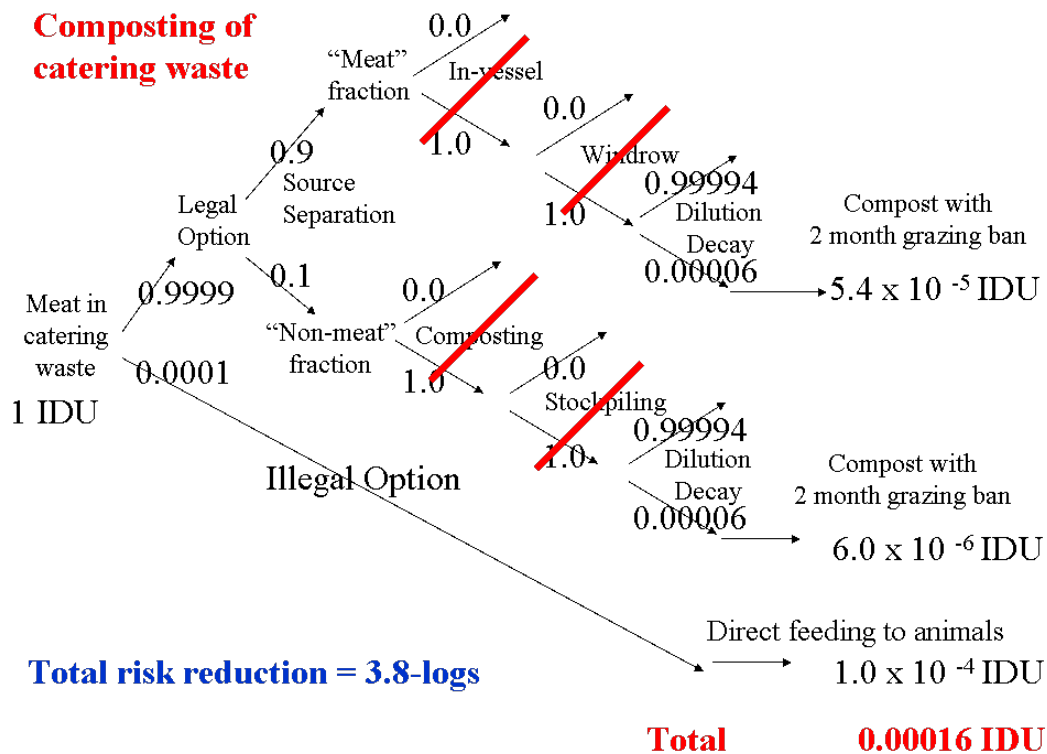 Composting of
catering waste
0.0
“Meat”
fraction
In-vessel
1.0
0.0
Windrow
1.0
0.9
Source
Separation
0.99994
Dilution
Decay
0.00006
Compost with
2 month grazing ban
5.4 x 10 -5 IDU
Legal
Option
0.9999
0.1
Meat in
catering
waste
1 IDU
0.0001
“Non-meat”
fraction
0.0
Composting
1.0
0.0
Stockpiling
1.0
0.99994
Dilution
Decay
0.00006
Compost with
2 month grazing ban
6.0 x 10 -6 IDU
Illegal Option
Direct feeding to animals
1.0 x 10 -4 IDU
Total risk reduction = 3.8-logs
Total 0.00016 IDU